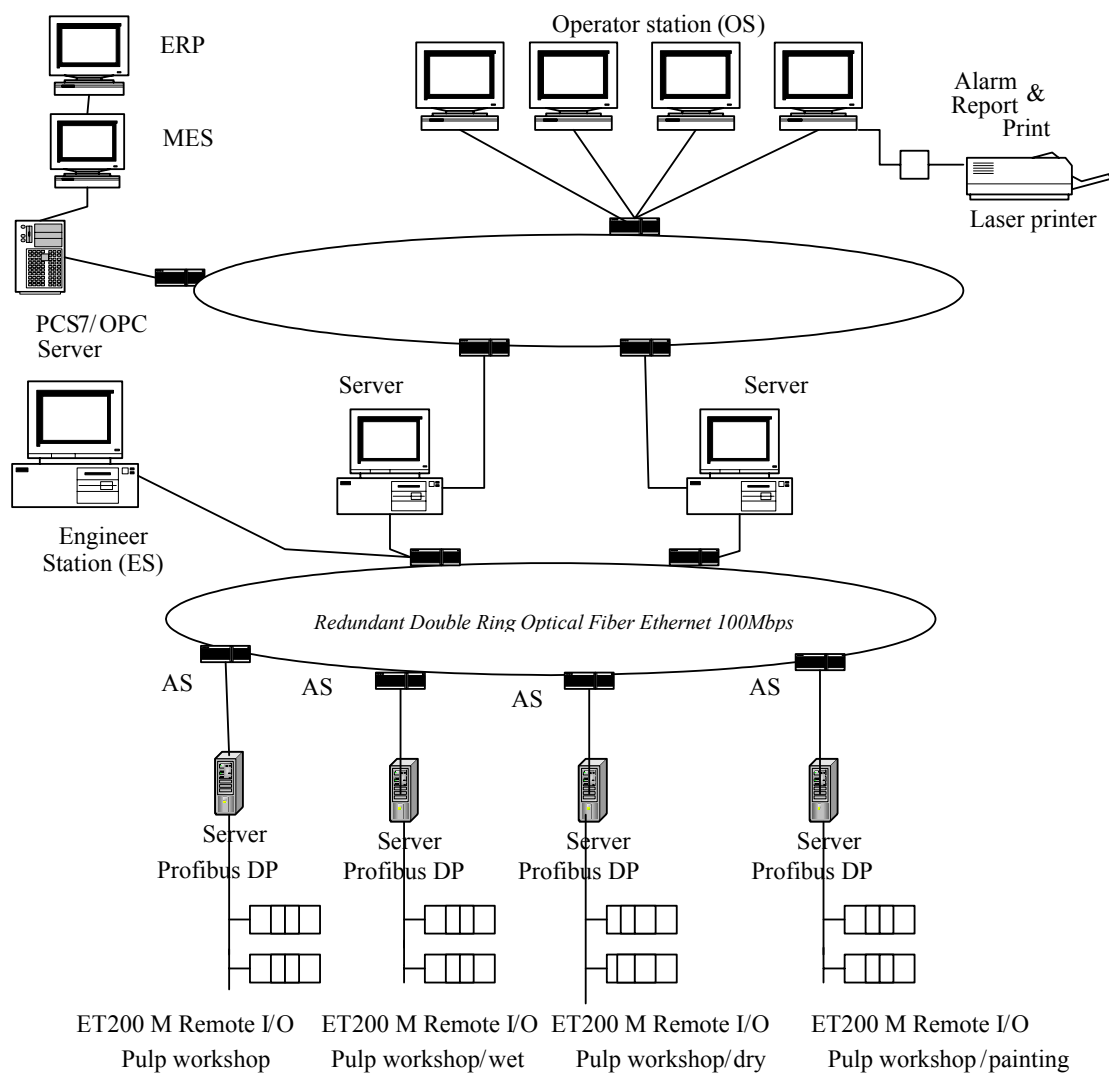 ERP
Operator station (OS)
Alarm &
Report
Print
MES
Laser printer
PCS7/OPC
Server
Server
Server
Engineer
Station (ES)
Redundant Double Ring Optical Fiber Ethernet 100Mbps
AS
AS
AS
AS
Server
Server
Server
Server
Profibus DP
Profibus DP
Profibus DP
Profibus DP
ET200 M Remote I/O
ET200 M Remote I/O
ET200 M Remote I/O
ET200 M Remote I/O
Pulp workshop
Pulp workshop/wet
Pulp workshop/dry
Pulp workshop/painting